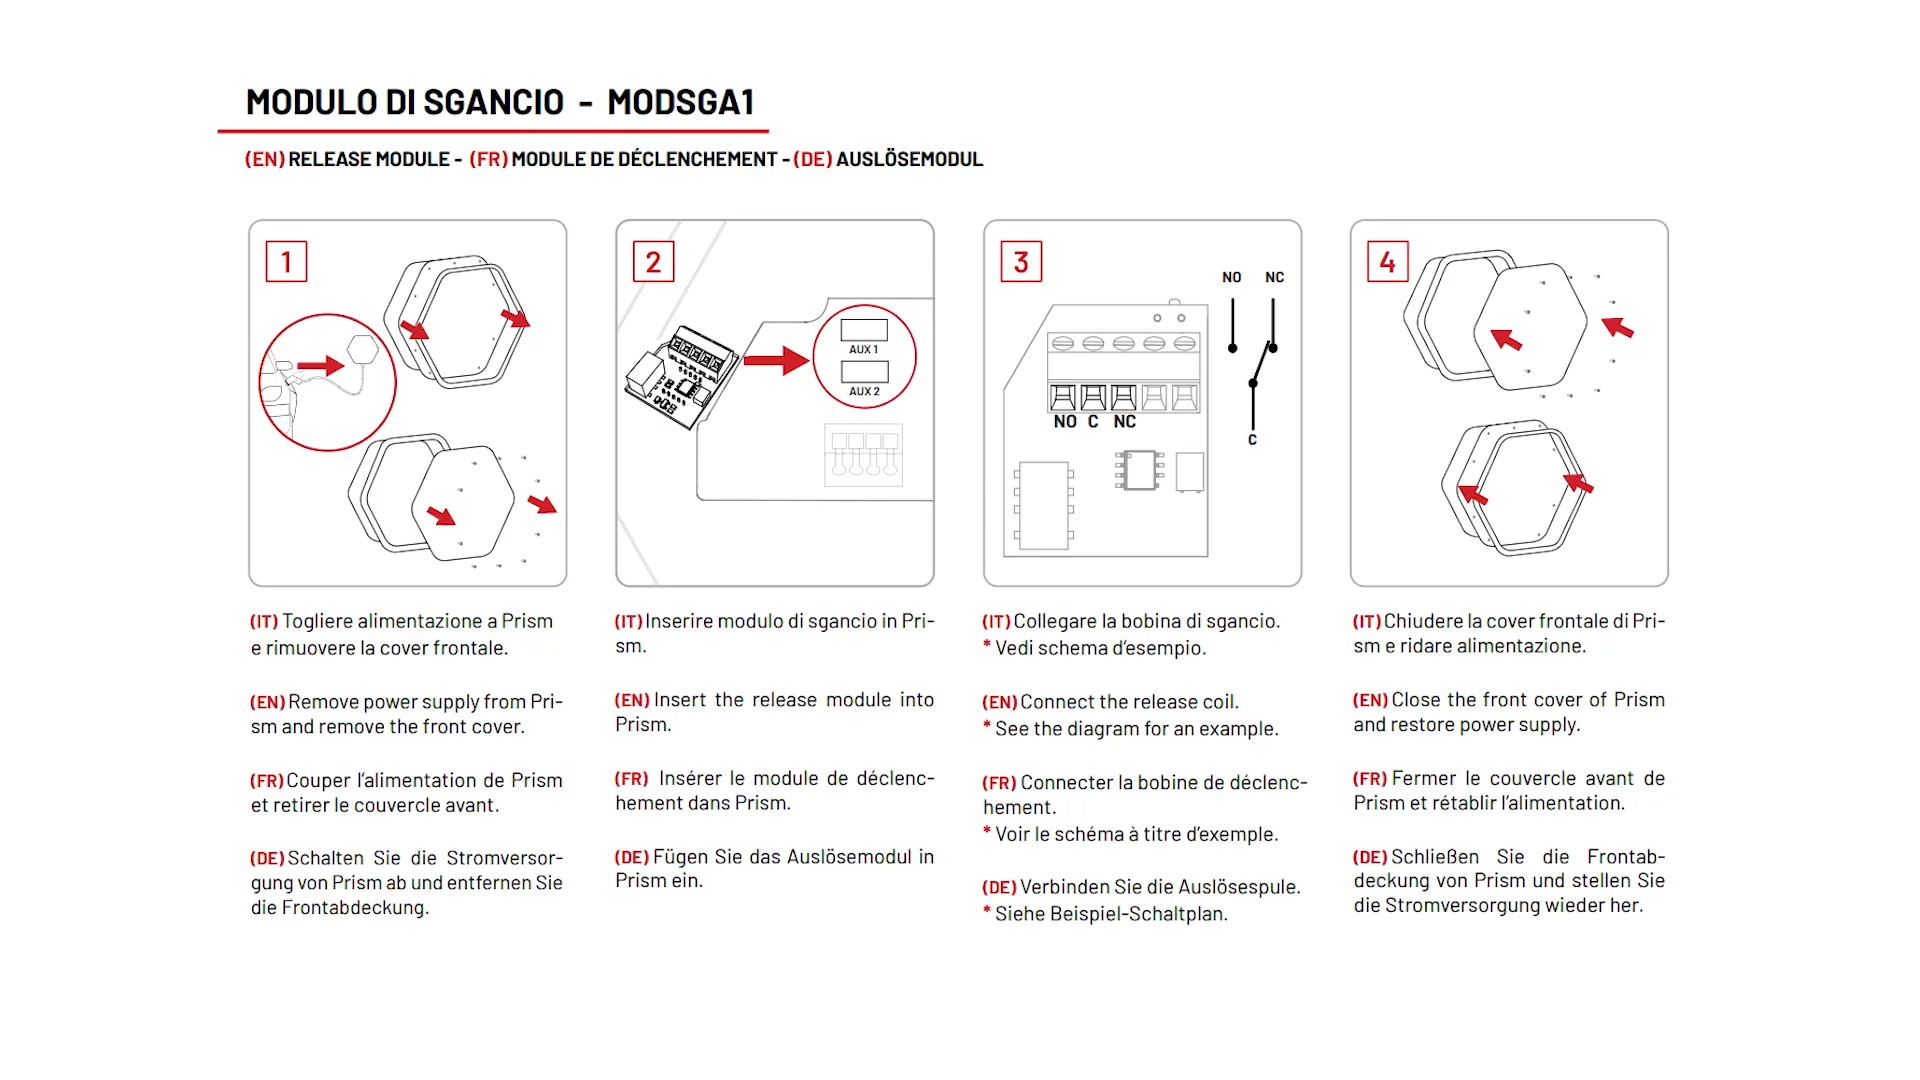 MODULO DI SGANCIO - MODSGA1
(EN) RELEASE MODULE - (FR) MODULE DE DÉCLENCHEMENT - (DE) AUSLÖSEMODUL
1
2
AUX 1
AUX 2
3
NO NC
C
NO C NC
4
(IT) Togliere alimentazione a Prism
e rimuovere la cover frontale.
(EN) Remove power supply from Pri-
sm and remove the front cover.
(FR) Couper l'alimentation de Prism
et retirer le couvercle avant.
(DE) Schalten Sie die Stromversor-
gung von Prism ab und entfernen Sie
die Frontabdeckung.
(IT) Inserire modulo di sgancio in Pri-
sm.
(EN) Insert the release module into
Prism.
(FR) Insérer le module de déclenc-
hement dans Prism.
(DE) Fügen Sie das Auslösemodul in
Prism ein.
(IT) Collegare la bobina di sgancio.
* Vedi schema d'esempio.
(EN) Connect the release coil.
* See the diagram for an example.
(FR) Connecter la bobine de déclenc-
hement.
* Voir le schéma à titre d'exemple.
(DE) Verbinden Sie die Auslösespule.
* Siehe Beispiel-Schaltplan.
(IT) Chiudere la cover frontale di Pri-
sm e ridare alimentazione.
(EN) Close the front cover of Prism
and restore power supply.
(FR) Fermer le couvercle avant de
Prism et rétablir l'alimentation.
(DE) Schließen Sie die Frontab-
deckung von Prism und stellen Sie
die Stromversorgung wieder her.